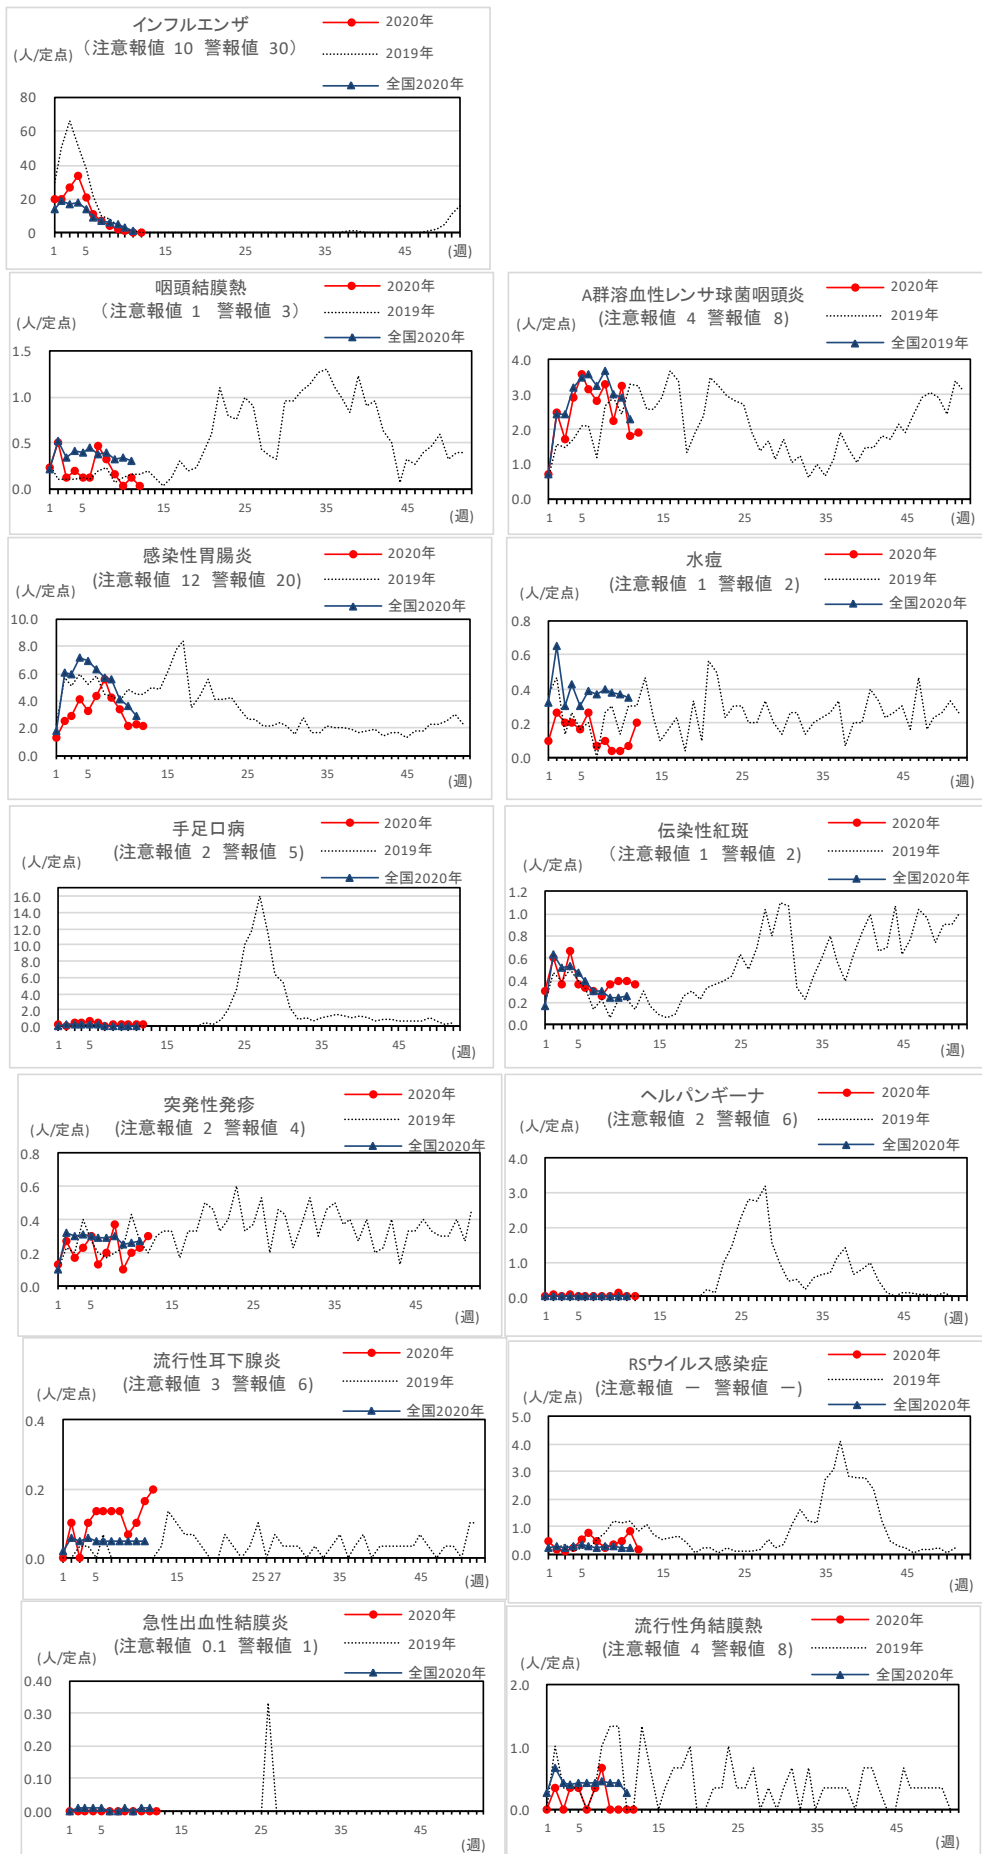 インフルエンザ
（注意報値 10 警報値 30）
(人/定点)
2020年
2019年
全国2020年
80
60
40
20
0
1 5 15 25 35 45 (週)
咽頭結膜熱
（注意報値 1 警報値 3）
(人/定点)
2020年
2019年
全国2020年
1.5
1.0
0.5
0.0
1 5 15 25 35 45 (週)
A群溶血性レンサ球菌咽頭炎
(注意報値 4 警報値 8)
(人/定点)
2020年
2019年
全国2019年
4.0
3.0
2.0
1.0
0.0
1 5 15 25 35 45 (週)
感染性胃腸炎
(注意報値 12 警報値 20)
(人/定点)
2020年
2019年
全国2020年
10.0
8.0
6.0
4.0
2.0
0.0
1 5 15 25 35 45 (週)
水痘
(注意報値 1 警報値 2)
(人/定点)
2020年
2019年
全国2020年
0.8
0.6
0.4
0.2
0.0
1 5 15 25 35 45 (週)
手足口病
(注意報値 2 警報値 5)
(人/定点)
2020年
2019年
全国2020年
16.0
14.0
12.0
10.0
8.0
6.0
4.0
2.0
0.0
1 5 15 25 35 45 (週)
伝染性紅斑
（注意報値 1 警報値 2)
(人/定点)
2020年
2019年
全国2020年
1.2
1.0
0.8
0.6
0.4
0.2
0.0
1 5 15 25 35 45 (週)
突発性発疹
(注意報値 2 警報値 4)
(人/定点)
2020年
2019年
全国2020年
0.8
0.6
0.4
0.2
0.0
1 5 15 25 35 45 (週)
ヘルパンギーナ
(注意報値 2 警報値 6)
(人/定点)
2020年
2019年
全国2020年
4.0
3.0
2.0
1.0
0.0
1 5 15 25 35 45 (週)
流行性耳下腺炎
(注意報値 3 警報値 6)
(人/定点)
2020年
2019年
全国2020年
0.4
0.2
0.0
1 5 15 25 27 35 45 (週)
RSウイルス感染症
(注意報値 ー 警報値 ー)
(人/定点)
2020年
2019年
全国2020年
5.0
4.0
3.0
2.0
1.0
0.0
1 5 15 25 35 45 (週)
急性出血性結膜炎
(注意報値 0.1 警報値 1)
(人/定点)
2020年
2019年
全国2020年
0.40
0.30
0.20
0.10
0.00
1 5 15 25 35 45
(週)
流行性角結膜熱
(注意報値 4 警報値 8)
(人/定点)
2020年
2019年
全国2020年
2.0
1.0
0.0
1 5 15 25 35 45
(週)